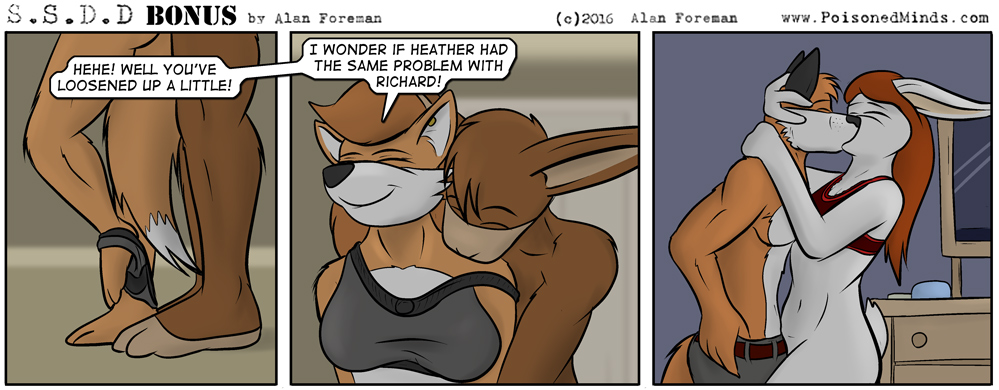 S.S.D.D BONUS by Alan Foreman (c)2016 Alan Foreman www.PoisonedMinds.com
HEHE! WELL YOU'VE
LOOSENED UP A LITTLE!
I WONDER IF HEATHER HAD
THE SAME PROBLEM WITH
RICHARD!